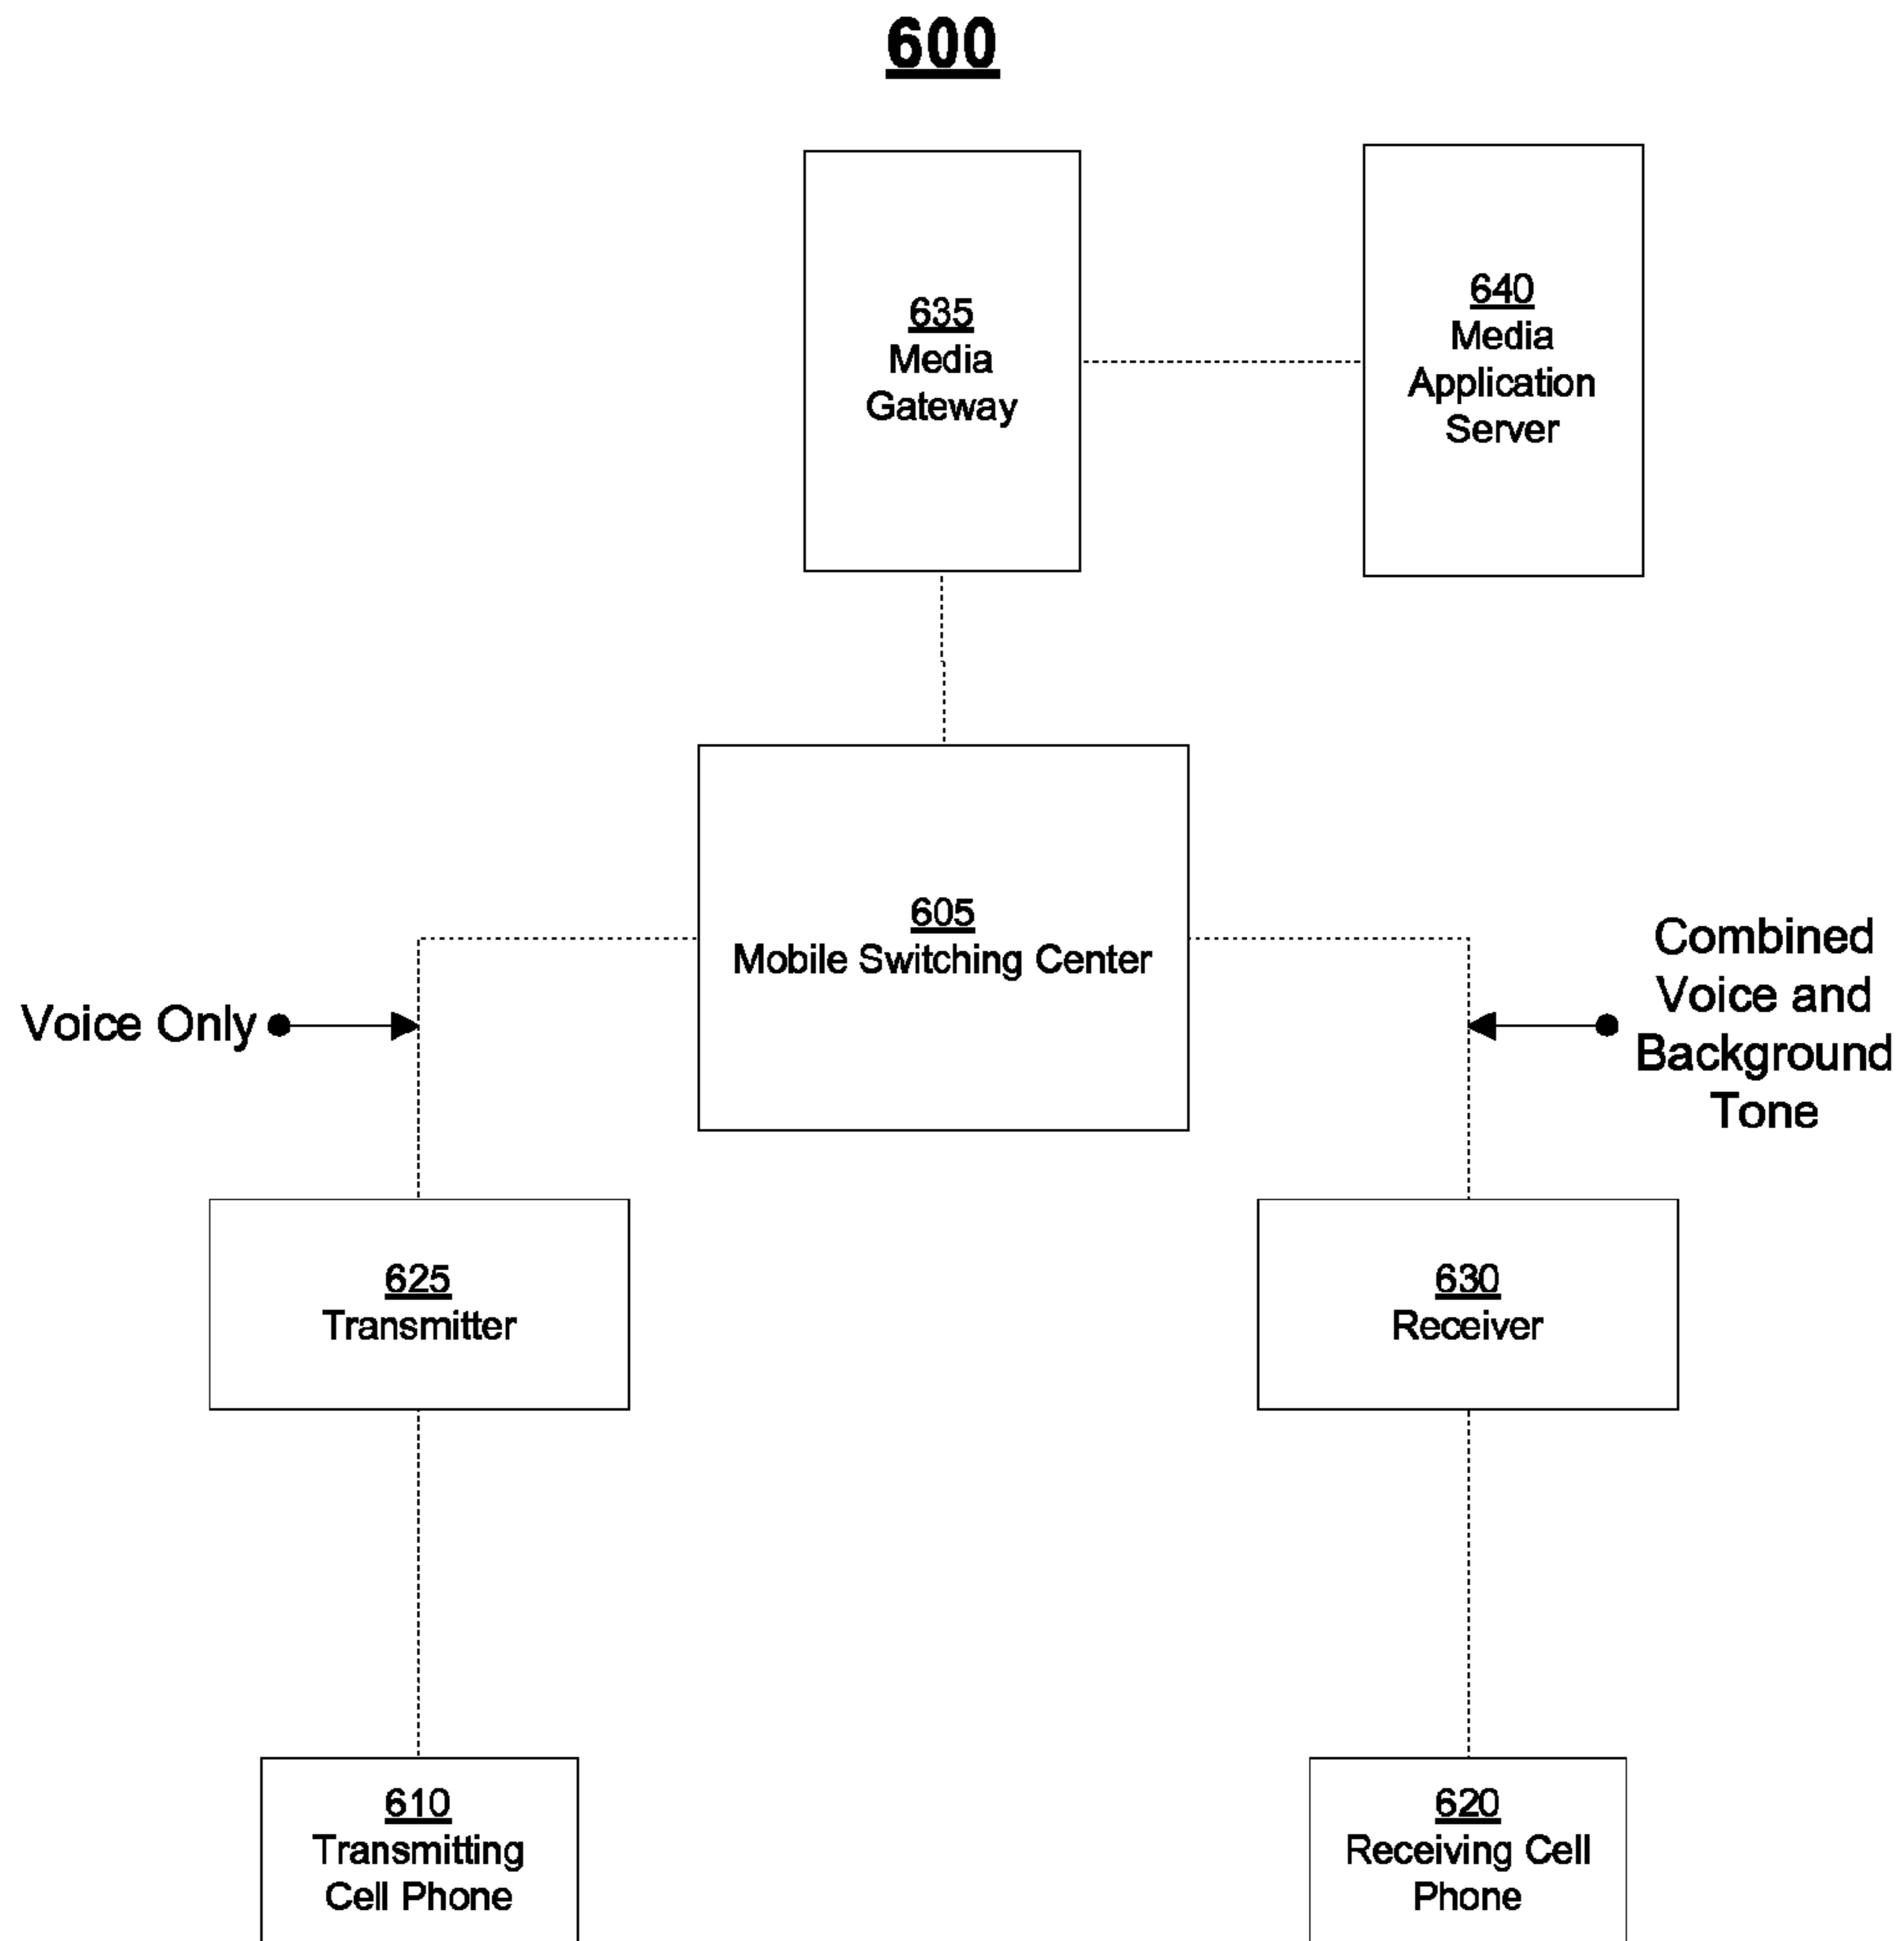 600
635
Media
Gateway
640
Media
Application
Server
605
Mobile Switching Center
Voice Only
Combined
Voice and
Background
Tone
625
Transmitter
630
Receiver
610
Transmitting
Cell Phone
620
Receiving Cell
Phone